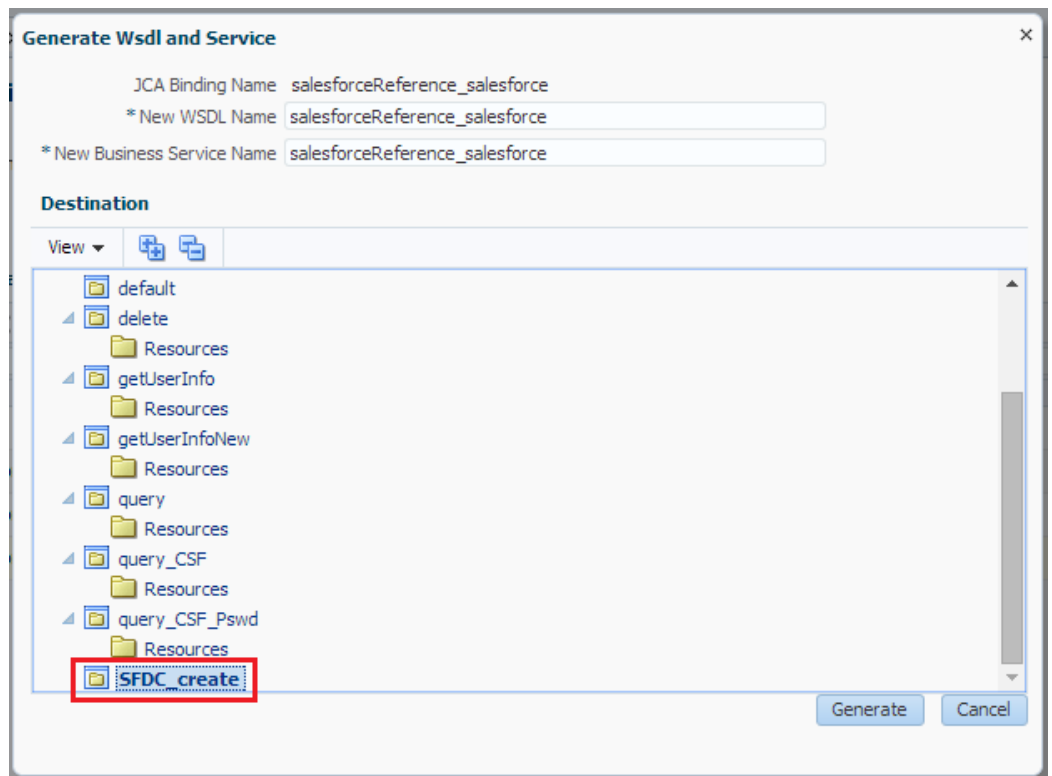 Generate Wsdl and Service
JCA Binding Name salesforceReference_salesforce
* New WSDL Name salesforceReference_salesforce
* New Business Service Name salesforceReference_salesforce
Destination
View
default
delete
Resources
getUserInfo
Resources
getUserInfoNew
Resources
query
Resources
query_CSF
Resources
query_CSF_Pswd
Resources
SFDC_create
Generate Cancel